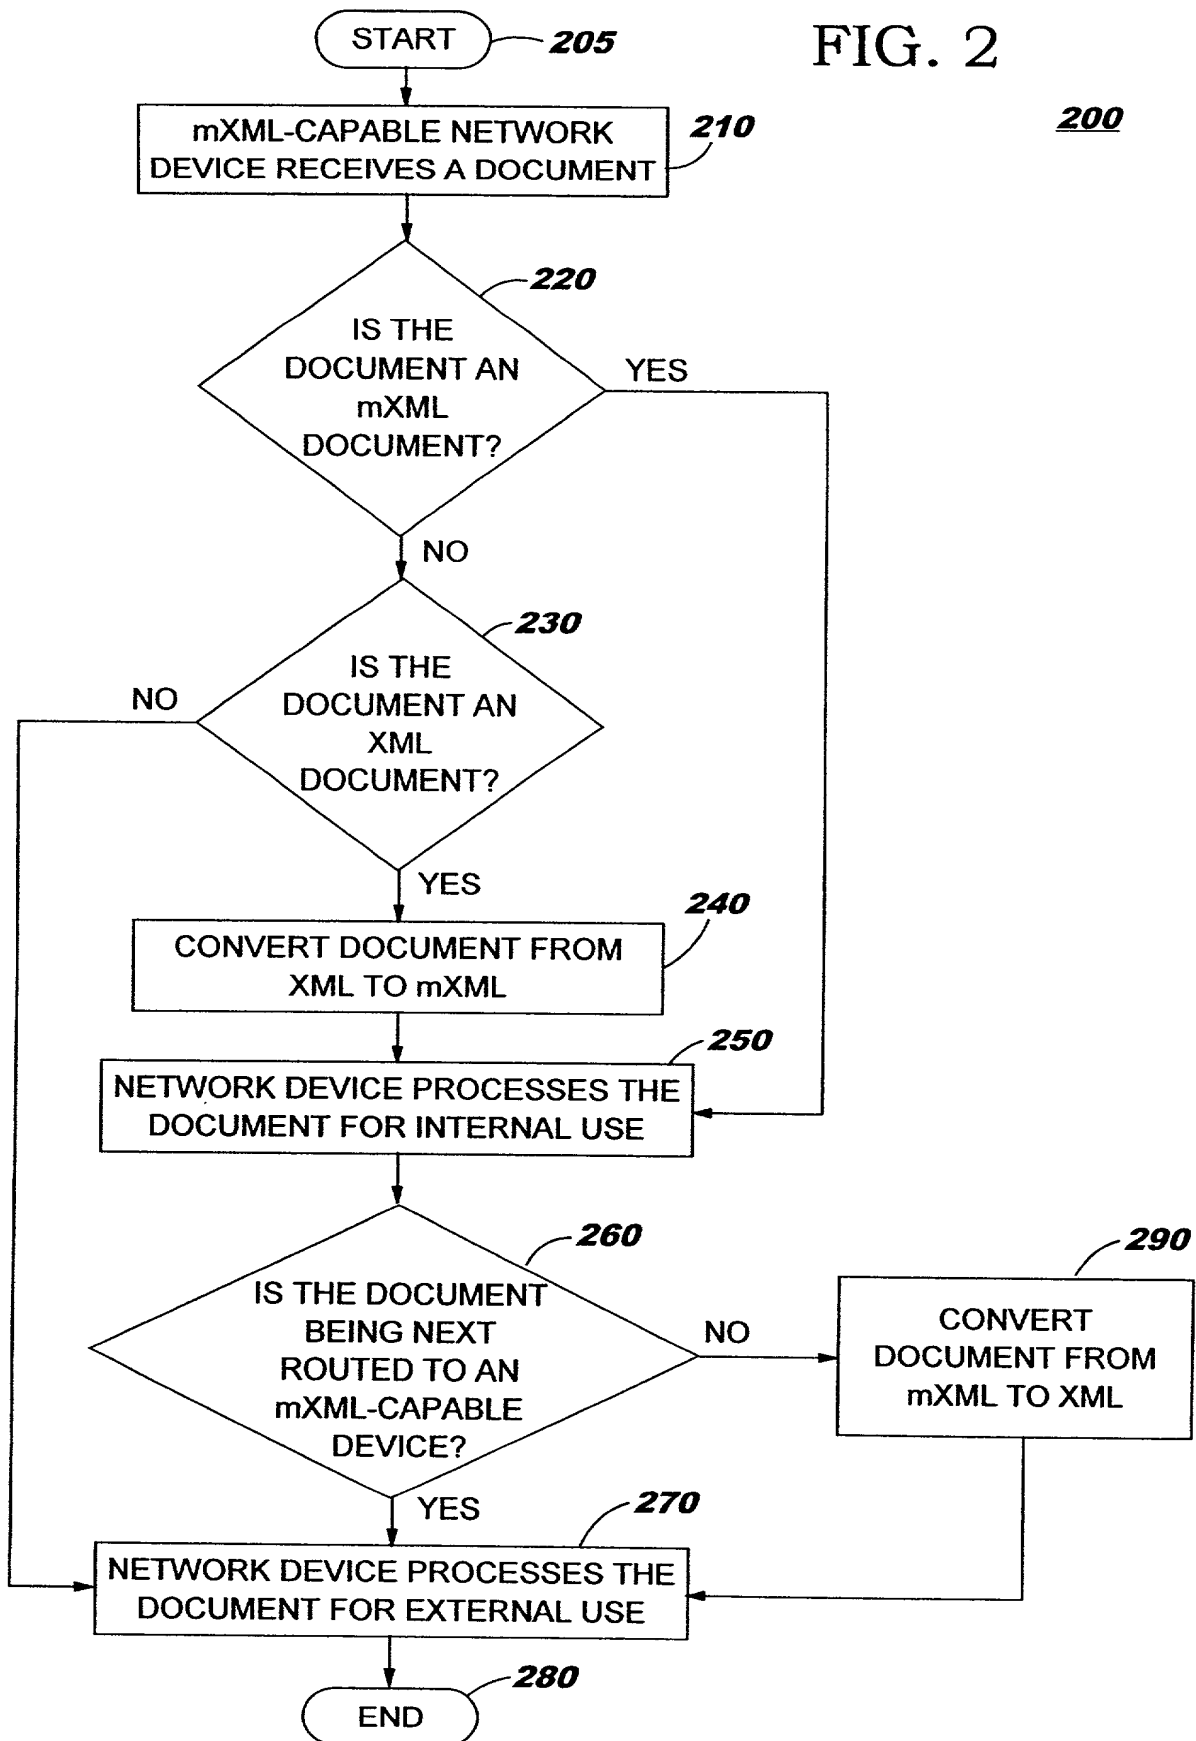 START
205
FIG. 2
200
mXML-CAPABLE NETWORK
DEVICE RECEIVES A DOCUMENT
210
220
IS THE
DOCUMENT AN
mXML
DOCUMENT?
YES
NO
230
IS THE
DOCUMENT AN
XML
DOCUMENT?
NO
YES
240
CONVERT DOCUMENT FROM
XML TO mXML
250
NETWORK DEVICE PROCESSES THE
DOCUMENT FOR INTERNAL USE
260
IS THE DOCUMENT
BEING NEXT
ROUTED TO AN
mXML-CAPABLE
DEVICE?
NO
290
CONVERT
DOCUMENT FROM
mXML TO XML
YES
270
NETWORK DEVICE PROCESSES THE
DOCUMENT FOR EXTERNAL USE
280
END